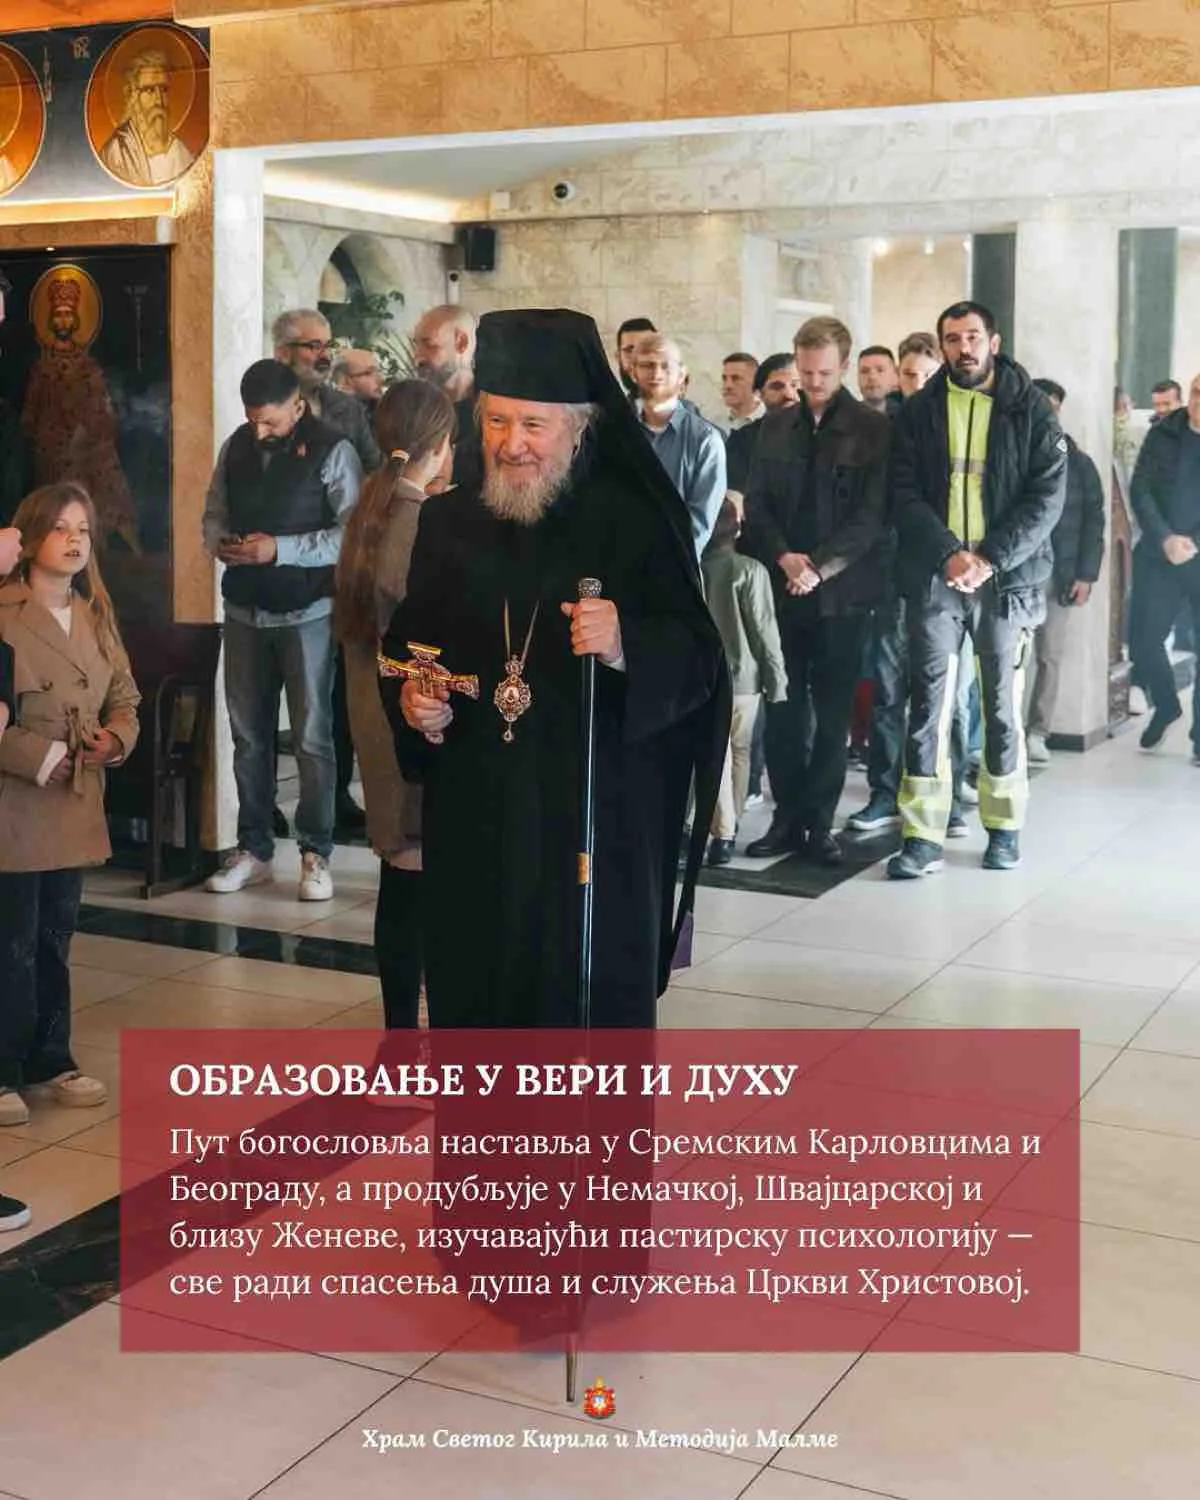 ОБРАЗОВАЊЕ У ВЕРИ И ДУХУ
Пут богословља наставља у Сремским Карловцима и
Београду, а продубљује у Немачкој, Швајцарској и
близу Женеве, изучавајући пастирску психологију —
све ради спасења душа и служења Цркви Христовој.
Храм Светог Кирила и Методија Малме